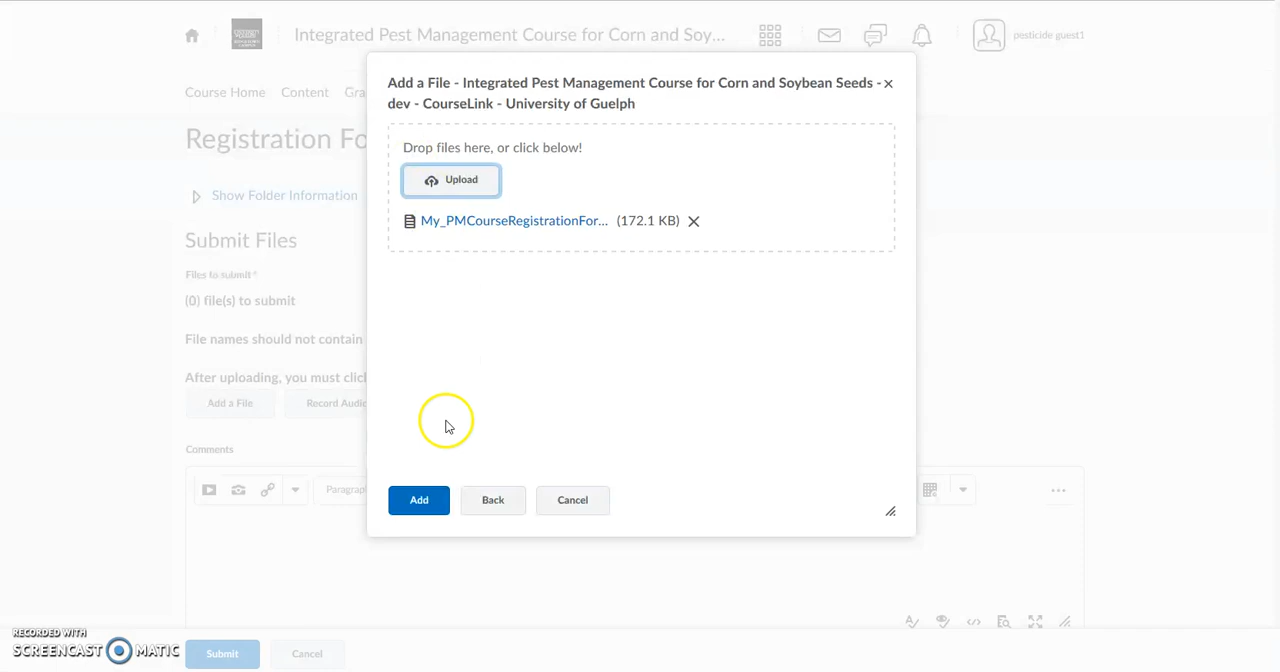 Integrated Pest Management Course for Corn and Soy...
pesticide guest1
Course Home Content Gra
Registration Fo
Show Folder Information
Submit Files
Files to submit *
(0) file(s) to submit
File names should not contain
After uploading, you must clic
Add a File Record Audio
Comments
Paragrap
Submit Cancel
Add a File - Integrated Pest Management Course for Corn and Soybean Seeds -
dev - CourseLink - University of Guelph
Drop files here, or click below!
Upload
My_PMCourseRegistrationFor... (172.1 KB)
Add Back Cancel
RECORDED WITH
SCREENCAST MATIC